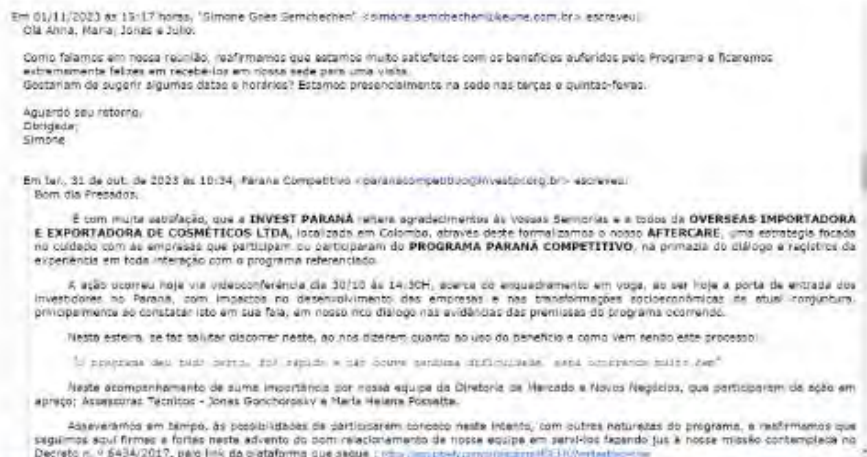 Em 01/11/2023 às 15:17 horas, "Simone Goes Semchechen" <simone.semchechen@keune.com.br> escreveu:
Olá Anna, Maria, Jonas e Julio.
Como falamos em nossa reunião, reafirmamos que estamos muito satisfeitos com os benefícios auferidos pelo Programa e ficaremos
extremamente felizes em recebê-los em nossa sede para uma visita.
Gostariam de sugerir algumas datas e horários? Estamos presencialmente na sede nas terças e quintas-feiras.
Aguardo seu retorno.
Obrigada,
Simone
Em ter., 31 de out. de 2023 às 10:34, Parana Competitivo <paranacompetitivo@investpr.org.br> escreveu:
Bom dia Prezados,
É com muita satisfação, que a INVEST PARANÁ reitera agradecimentos às Vossas Senhorias e a todos da OVERSEAS IMPORTADORA
E EXPORTADORA DE COSMÉTICOS LTDA, localizada em Colombo, através deste formalizamos o nosso AFTERCARE, uma estratégia focada
no cuidado com as empresas que participam ou participaram do PROGRAMA PARANÁ COMPETITIVO, na primazia do diálogo e registros da
experiência em toda interação com o programa referenciado.
A ação ocorreu hoje via videoconferência dia 30/10 às 14:30H, acerca do enquadramento em voga, ao ser hoje a porta de entrada dos
investidores no Paraná, com impactos no desenvolvimento das empresas e nas transformações socioeconômicas da atual conjuntura,
principalmente ao constatar isto em sua fala, em nosso rico diálogo nas evidências das premissas do programa ocorrendo.
Nesta esteira, se faz salutar discorrer neste, ao nos dizerem quanto ao uso do benefício e como vem sendo este processo:
"O programa deu tudo certo, foi rápido e não ouve nenhuma dificuldade, está ocorrendo muito bem"
Neste acompanhamento de suma importância por nossa equipe da Diretoria de Mercado e Novos Negócios, que participaram da ação em
apreço; Assessoras Técnicos - Jonas Gonchorosky e Maria Helena Possette.
Asseveramos em tempo, as possibilidades de participarem conosco neste intento, com outras naturezas do programa, e reafirmamos que
seguimos aqui firmes e fortes neste advento do bom relacionamento de nossa equipe em servi-los fazendo jus à nossa missão contemplada no
Decreto n. º 6434/2017, pelo link da plataforma que segue :